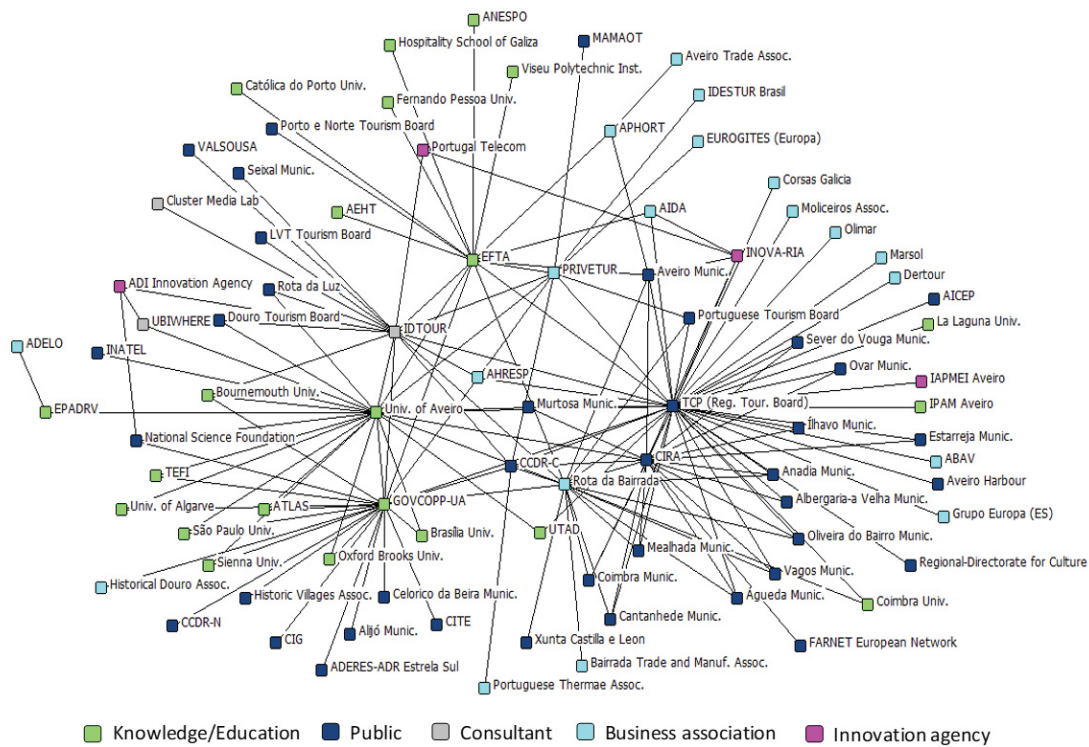 ANESPO
Hospitality School of Galiza
MAMAOT
Aveiro Trade Assoc.
Viseu Polytechnic Inst.
Católica do Porto Univ.
IDESTUR Brasil
Fernando Pessoa Univ.
Porto e Norte Tourism Board
APHORT
EUROGITES (Europa)
VALSOUSA
Portugal Telecom
Seixal Munic.
Corsas Galicia
Cluster Media Lab
AEHT
AIDA
Moliceiros Assoc.
Olimar
LVT Tourism Board
EFTA
INOVA-RIA
Marsol
PRIVETUR
Aveiro Munic.
Dertour
ADI Innovation Agency
Rota da Luz
AICEP
UBIWHERE
Douro Tourism Board
IDTOUR
Portuguese Tourism Board
La Laguna Univ.
ADELO
INATEL
Sever do Vouga Munic.
Ovar Munic.
AHRESP
IAPMEI Aveiro
Bournemouth Univ.
EPADRV
Univ. of Aveiro
Murtosa Munic.
TCP (Reg. Tour. Board)
IPAM Aveiro
Ílhavo Munic.
National Science Foundation
Estarreja Munic.
CCDR-C
CIRA
ABAV
TEFI
Rota da Bairrada
Anadia Munic.
Aveiro Harbour
Univ. of Algarve
ATLAS
GOVCOPP-UA
Albergaria-a Velha Munic.
Grupo Europa (ES)
São Paulo Univ.
Brasília Univ.
UTAD
Oliveira do Bairro Munic.
Sienna Univ.
Oxford Brooks Univ.
Mealhada Munic.
Regional-Directorate for Culture
Historical Douro Assoc.
Coimbra Munic.
Vagos Munic.
Historic Villages Assoc.
Celorico da Beira Munic.
Águeda Munic.
Coimbra Univ.
CCDR-N
CITE
Cantanhede Munic.
CIG
Alijó Munic.
Xunta Castilla e Leon
FARNET European Network
ADERES-ADR Estrela Sul
Bairrada Trade and Manuf. Assoc.
Portuguese Thermae Assoc.
Knowledge/Education
Public
Consultant
Business association
Innovation agency